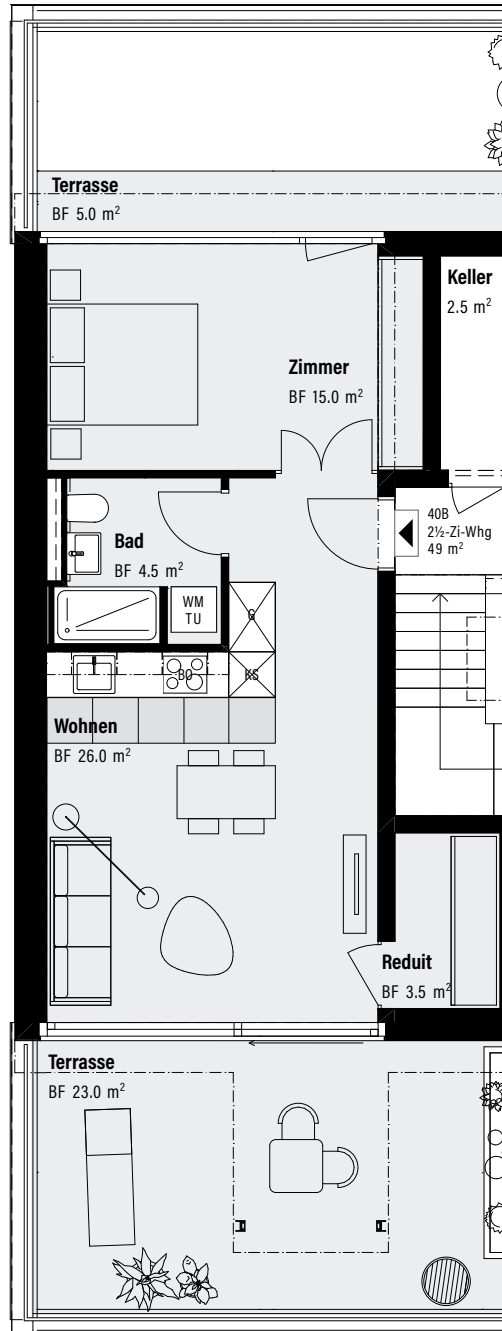 Terrasse
BF 5.0 m²
Keller
2.5 m²
Zimmer
BF 15.0 m²
40B
2½-Zi-Whg
49 m²
Bad
BF 4.5 m²
WM
TU
G
BO
KS
Wohnen
BF 26.0 m²
Reduit
BF 3.5 m²
Terrasse
BF 23.0 m²